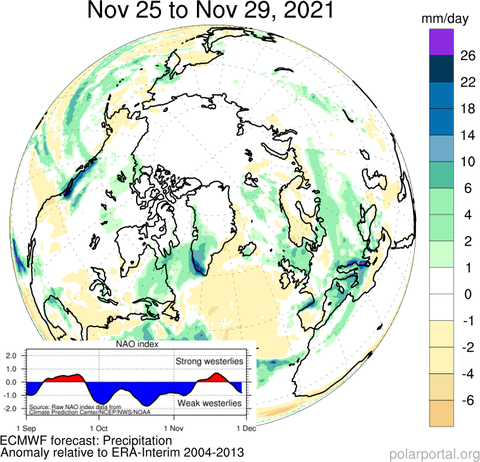 Nov 25 to Nov 29, 2021
mm/day
26
22
18
14
10
6
4
2
1
0
-1
-2
-4
-6
NAO index
2.0
1.0
0.0
-1.0
-2.0
Strong westerlies
Weak westerlies
Source: Raw NAO index data from
Climate Prediction Center/NCEP/NWS/NOAA
1 Sep
1 Oct
1 Nov
1 Dec
ECMWF forecast: Precipitation
Anomaly relative to ERA-Interim 2004-2013
polarportal.org